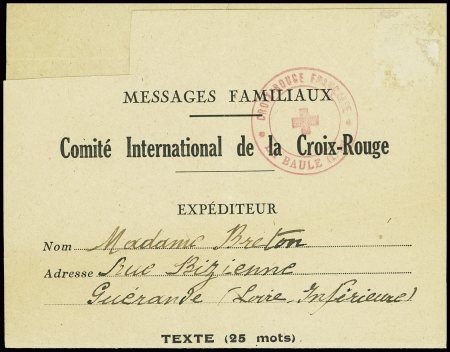 MESSAGES FAMILIAUX
CROIX-ROUGE FRANÇAISE
LA BAULE
Comité International de la Croix-Rouge
EXPÉDITEUR
Nom Madame Breton
Adresse Rue Bizienne
Guérande (Loire-Inférieure)
TEXTE (25 mots)